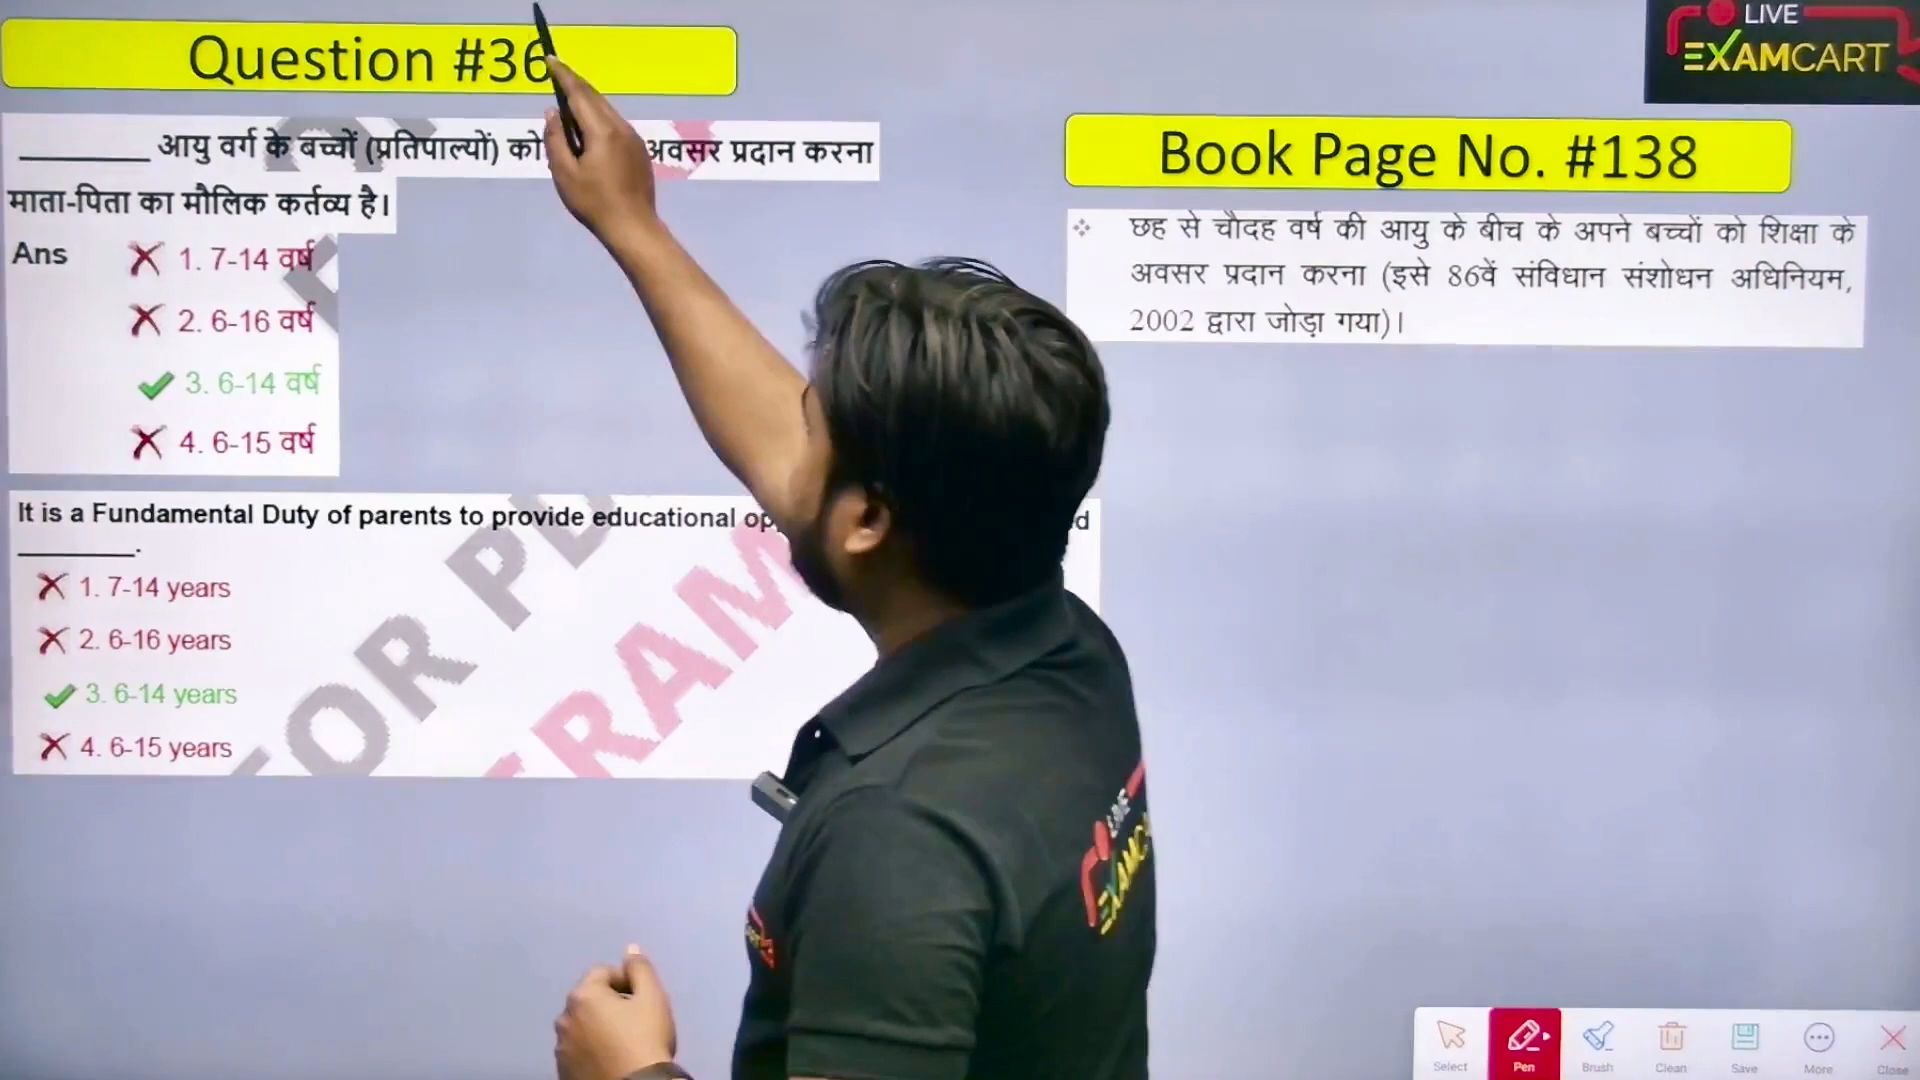 Question #36
LIVE
EXAMCART
_________ आयु वर्ग के बच्चों (प्रतिपाल्यों) को अवसर प्रदान करना
माता-पिता का मौलिक कर्तव्य है।
Ans
1. 7-14 वर्ष
2. 6-16 वर्ष
3. 6-14 वर्ष
4. 6-15 वर्ष
It is a Fundamental Duty of parents to provide educational
_________.
1. 7-14 years
2. 6-16 years
3. 6-14 years
4. 6-15 years
FOR
Book Page No. #138
छह से चौदह वर्ष की आयु के बीच के अपने बच्चों को शिक्षा के
अवसर प्रदान करना (इसे 86वें संविधान संशोधन अधिनियम,
2002 द्वारा जोड़ा गया)।
LIVE
Select
Pen
Brush
Clean
Save
More
Close